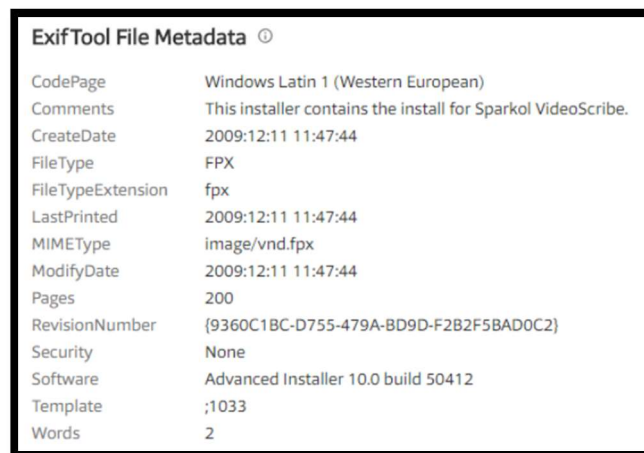 ExifTool File Metadata ⓘ
CodePage Windows Latin 1 (Western European)
Comments This installer contains the install for Sparkol VideoScribe.
CreateDate 2009:12:11 11:47:44
FileType FPX
FileTypeExtension fpx
LastPrinted 2009:12:11 11:47:44
MIMEType image/vnd.fpx
ModifyDate 2009:12:11 11:47:44
Pages 200
RevisionNumber {9360C1BC-D755-479A-BD9D-F2B2F5BAD0C2}
Security None
Software Advanced Installer 10.0 build 50412
Template ;1033
Words 2